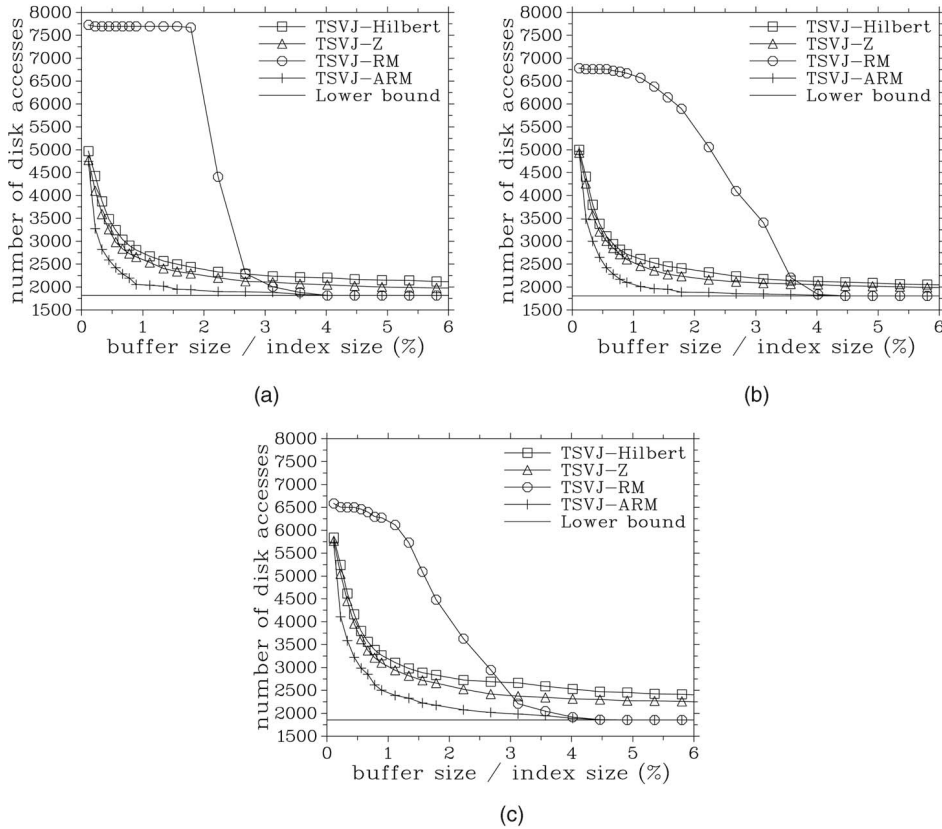 number of disk accesses
8000
7500
7000
6500
6000
5500
5000
4500
4000
3500
3000
2500
2000
1500
TSVJ-Hilbert
TSVJ-Z
TSVJ-RM
TSVJ-ARM
Lower bound
0 1 2 3 4 5 6
buffer size / index size (%)
(a)
number of disk accesses
8000
7500
7000
6500
6000
5500
5000
4500
4000
3500
3000
2500
2000
1500
TSVJ-Hilbert
TSVJ-Z
TSVJ-RM
TSVJ-ARM
Lower bound
0 1 2 3 4 5 6
buffer size / index size (%)
(b)
number of disk accesses
8000
7500
7000
6500
6000
5500
5000
4500
4000
3500
3000
2500
2000
1500
TSVJ-Hilbert
TSVJ-Z
TSVJ-RM
TSVJ-ARM
Lower bound
0 1 2 3 4 5 6
buffer size / index size (%)
(c)